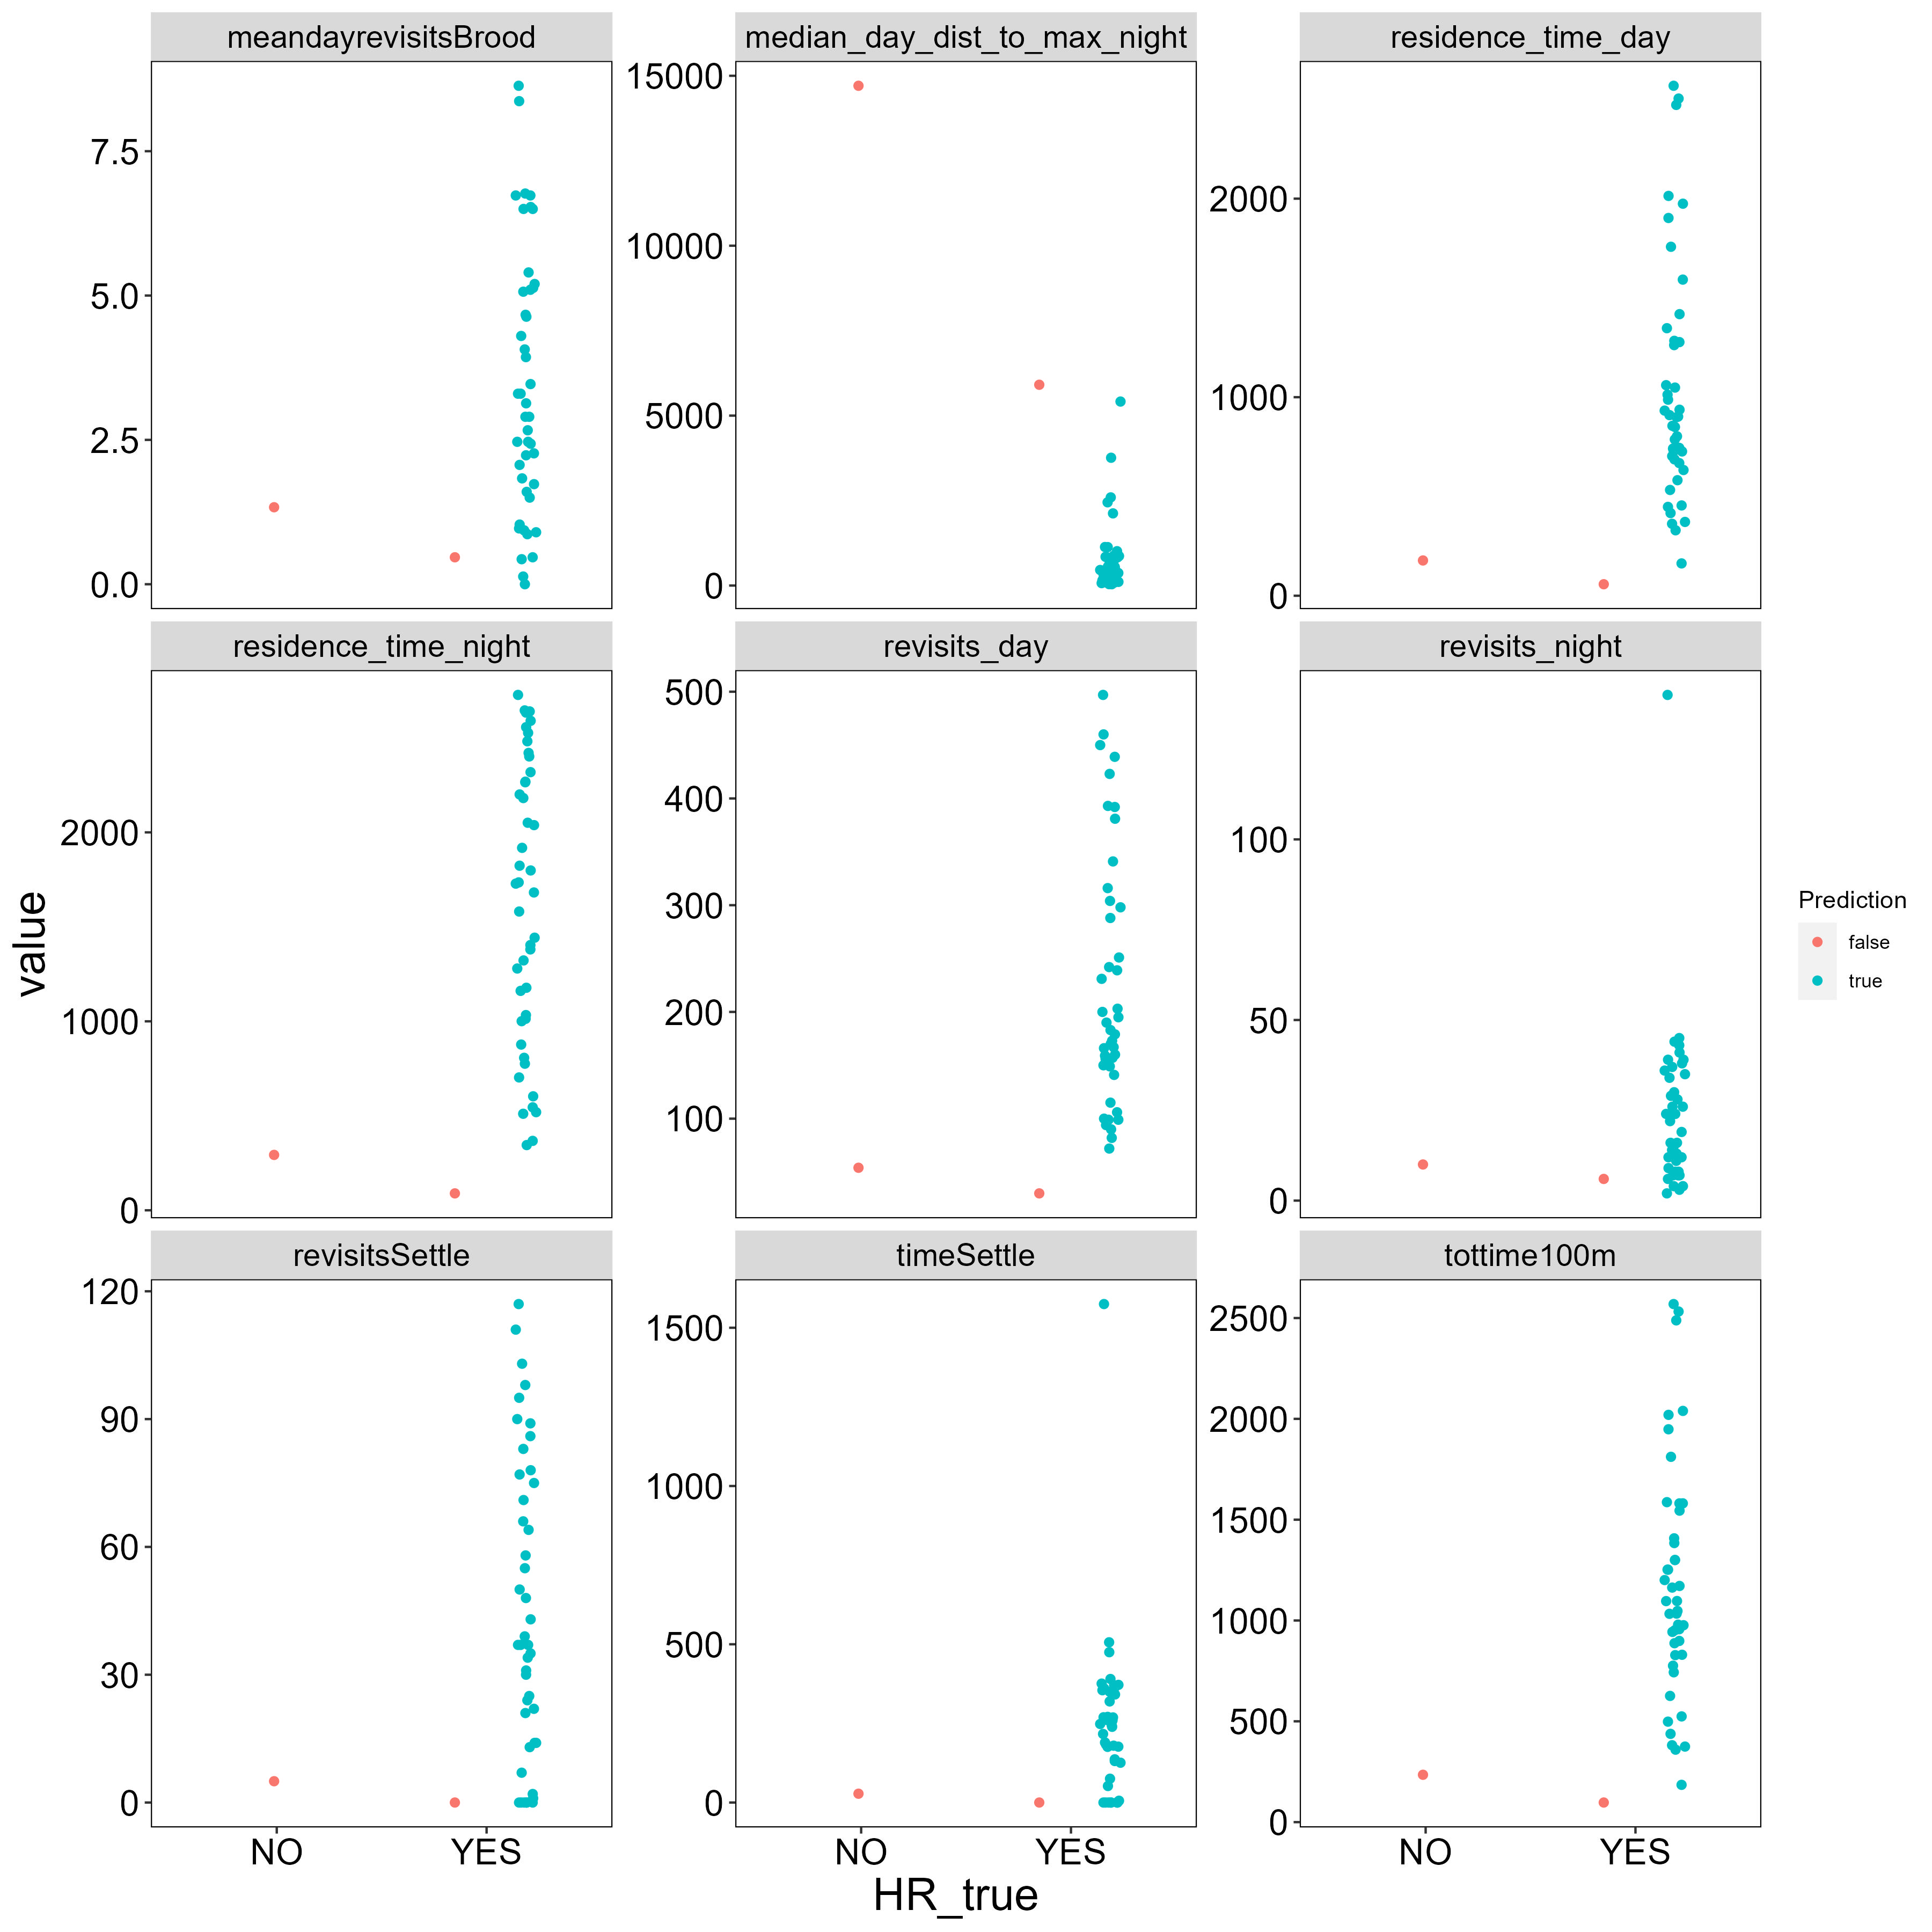 meandayrevisitsBrood
median_day_dist_to_max_night
residence_time_day
7.5
5.0
2.5
0.0
15000
10000
5000
0
2000
1000
0
residence_time_night
revisits_day
revisits_night
2000
1000
0
500
400
300
200
100
100
50
0
revisitsSettle
timeSettle
tottime100m
120
90
60
30
0
1500
1000
500
0
2500
2000
1500
1000
500
0
NO
YES
NO
YES
NO
YES
HR_true
value
Prediction
false
true